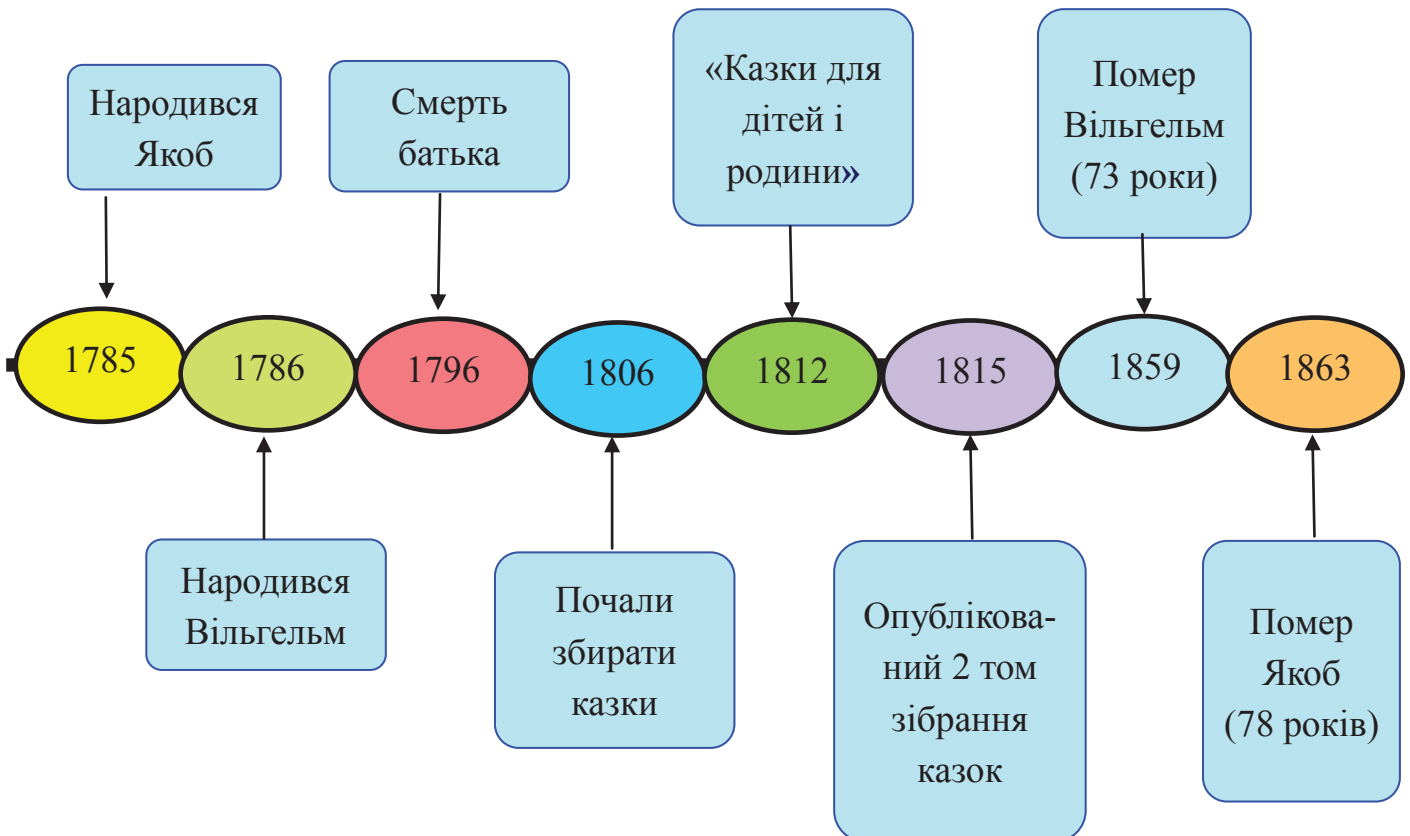 Народився
Якоб
Смерть
батька
«Казки для
дітей і
родини»
Помер
Вільгельм
(73 роки)
1785
1786
1796
1806
1812
1815
1859
1863
Народився
Вільгельм
Почали
збирати
казки
Опубліков-
ний 2 том
зібрання
казок
Помер
Якоб
(78 років)